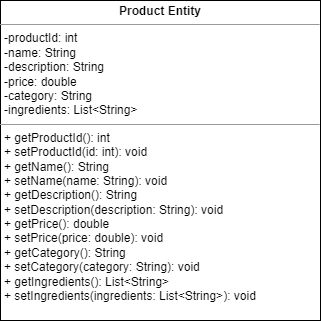 Product Entity
-productId: int
-name: String
-description: String
-price: double
-category: String
-ingredients: List<String>
+ getProductId(): int
+ setProductId(id: int): void
+ getName(): String
+ setName(name: String): void
+ getDescription(): String
+ setDescription(description: String): void
+ getPrice(): double
+ setPrice(price: double): void
+ getCategory(): String
+ setCategory(category: String): void
+ getIngredients(): List<String>
+ setIngredients(ingredients: List<String>): void